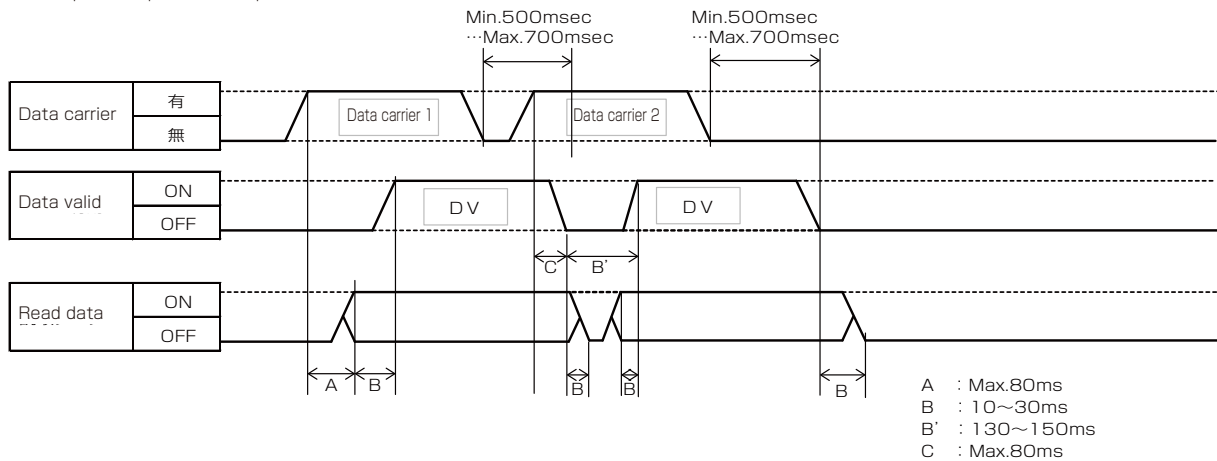 Min.500msec
…Max.700msec
Min.500msec
…Max.700msec
Data carrier
有
無
Data carrier 1
Data carrier 2
Data valid
ON
OFF
DV
DV
C
B'
Read data
ON
OFF
A
B
B
B
B
A : Max.80ms
B : 10～30ms
B' : 130～150ms
C : Max.80ms